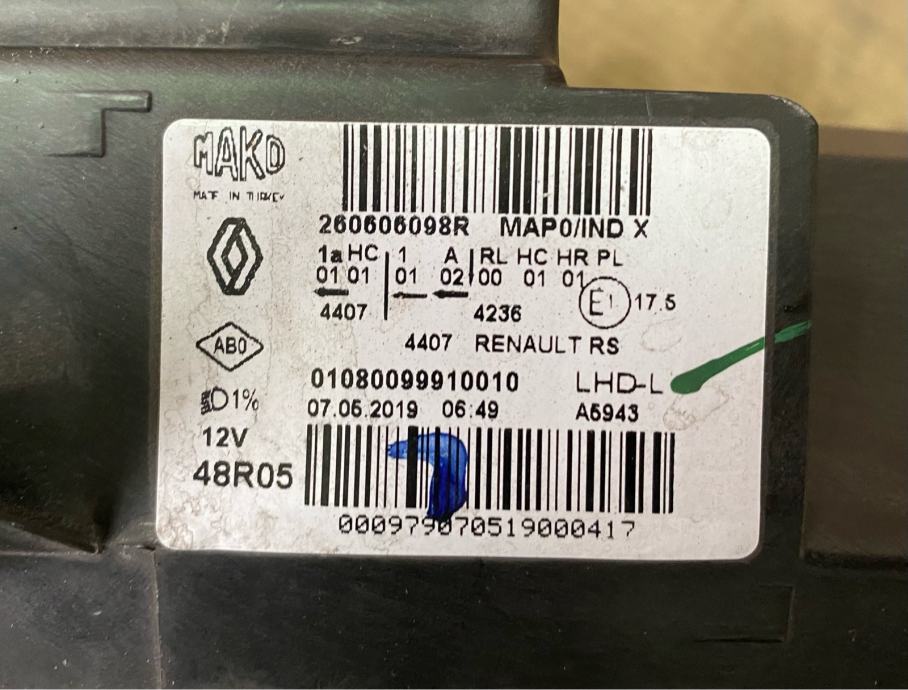 MAKO
MADE IN TURKEY
260606098R MAP0/IND X
1a HC 1 A RL HC HR PL
01 01 01 02 00 01 01
4407 4236 E1 17.5
4407 RENAULT RS
ABO
01080099910010 LHD-L
1%
07.05.2019 06:49 A5943
12V
48R05
000979070519000417